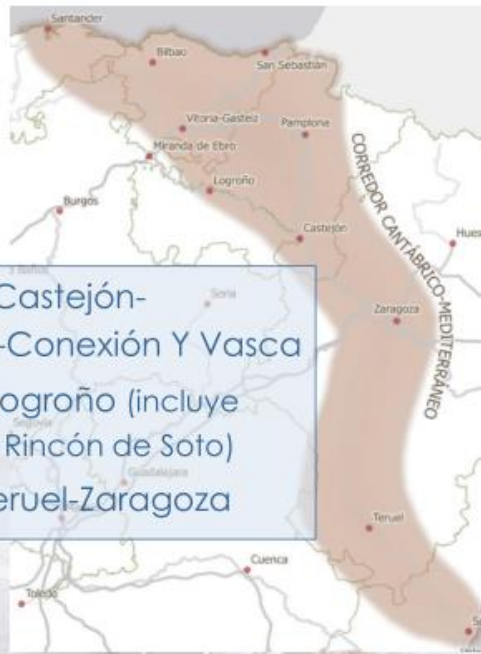 Santander
Bilbao
San Sebastián
Vitoria-Gasteiz
Pamplona
Miranda de Ebro
Logroño
Burgos
Castejón
CORREDOR CANTÁBRICO-MEDITERRÁNEO
Soria
Zaragoza
Castejón-
-Conexión Y Vasca
ogroño (incluye
Rincón de Soto)
eruel-Zaragoza
Segovia
Guadalajara
Teruel
Cuenca
Toledo